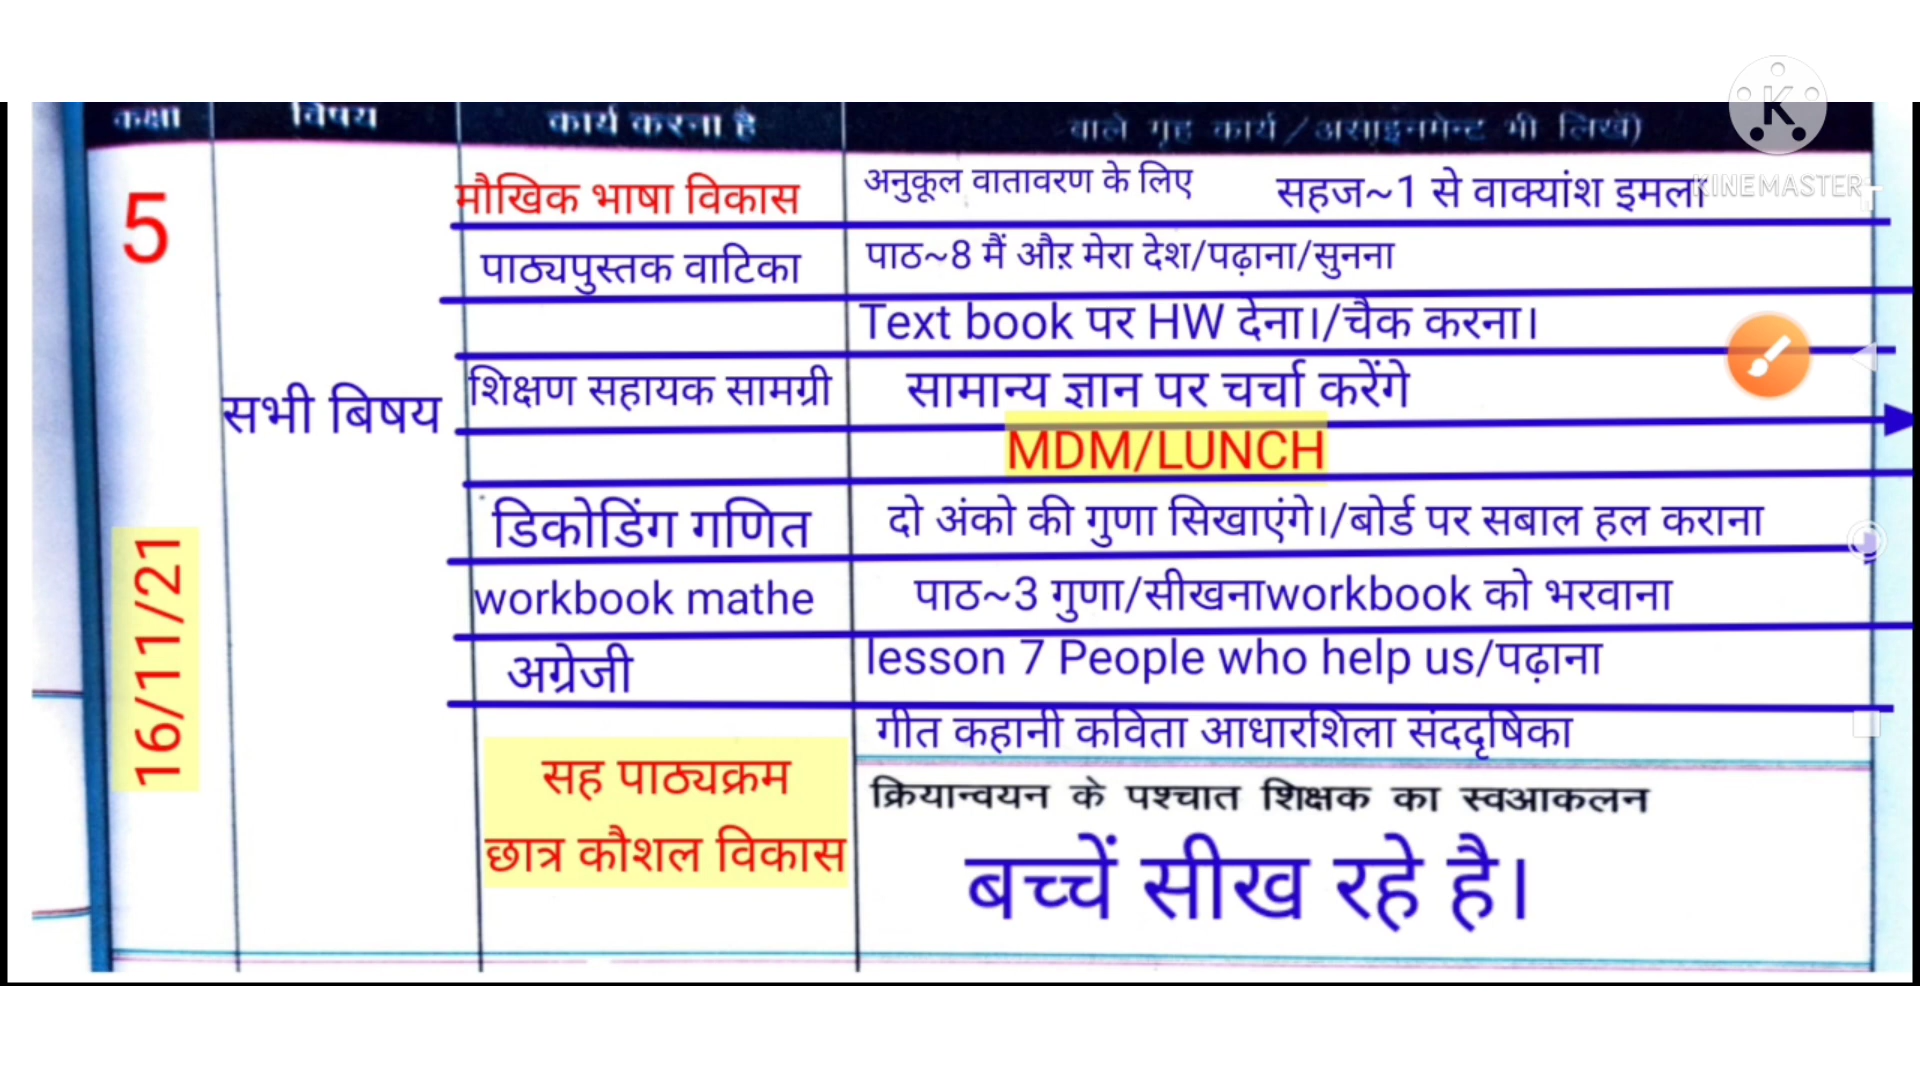 कक्षा विषय कार्य करना है वाले गृह कार्य/असाइनमेन्ट भी लिखें)
KINEMASTER
5
सभी बिषय
16/11/21
मौखिक भाषा विकास अनुकूल वातावरण के लिए सहज~1 से वाक्यांश इमला
पाठ्यपुस्तक वाटिका पाठ~8 मैं औऱ मेरा देश/पढ़ाना/सुनना
Text book पर HW देना।/चैक करना।
शिक्षण सहायक सामग्री सामान्य ज्ञान पर चर्चा करेंगे
MDM/LUNCH
डिकोडिंग गणित दो अंको की गुणा सिखाएंगे।/बोर्ड पर सबाल हल कराना
workbook mathe पाठ~3 गुणा/सीखनाworkbook को भरवाना
अग्रेजी lesson 7 People who help us/पढ़ाना
गीत कहानी कविता आधारशिला संददृषिका
सह पाठ्यक्रम
छात्र कौशल विकास
क्रियान्वयन के पश्चात शिक्षक का स्वआकलन
बच्चें सीख रहे है।